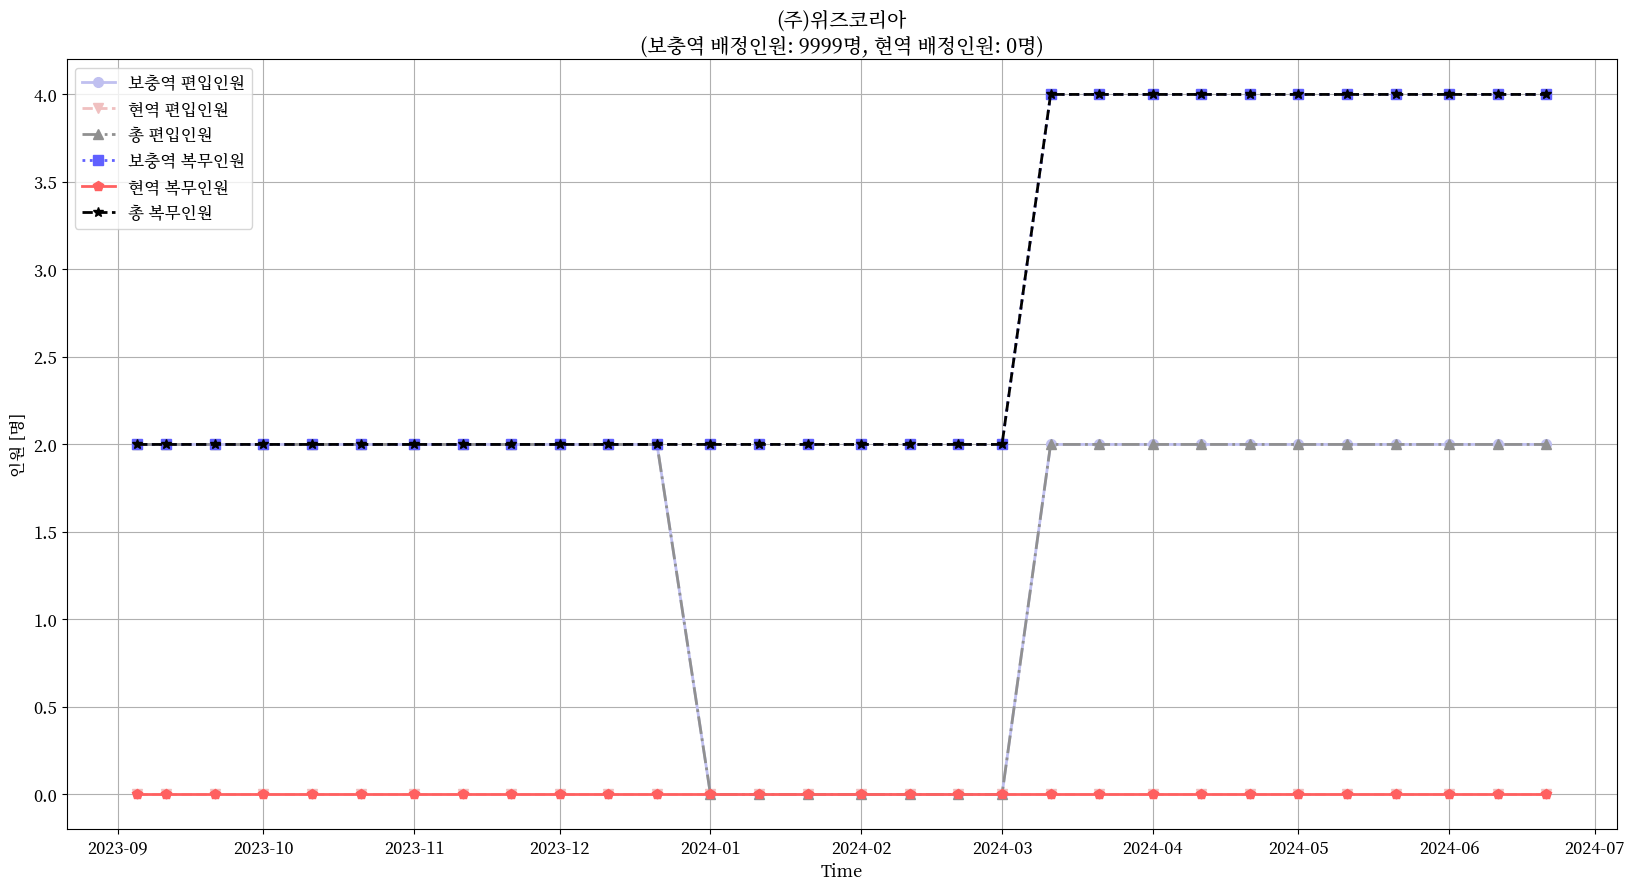 (주)위즈코리아
(보충역 배정인원: 9999명, 현역 배정인원: 0명)
보충역 편입인원
현역 편입인원
총 편입인원
보충역 복무인원
현역 복무인원
총 복무인원
4.0
3.5
3.0
2.5
2.0
1.5
1.0
0.5
0.0
인원 [명]
2023-09
2023-10
2023-11
2023-12
2024-01
2024-02
2024-03
2024-04
2024-05
2024-06
2024-07
Time